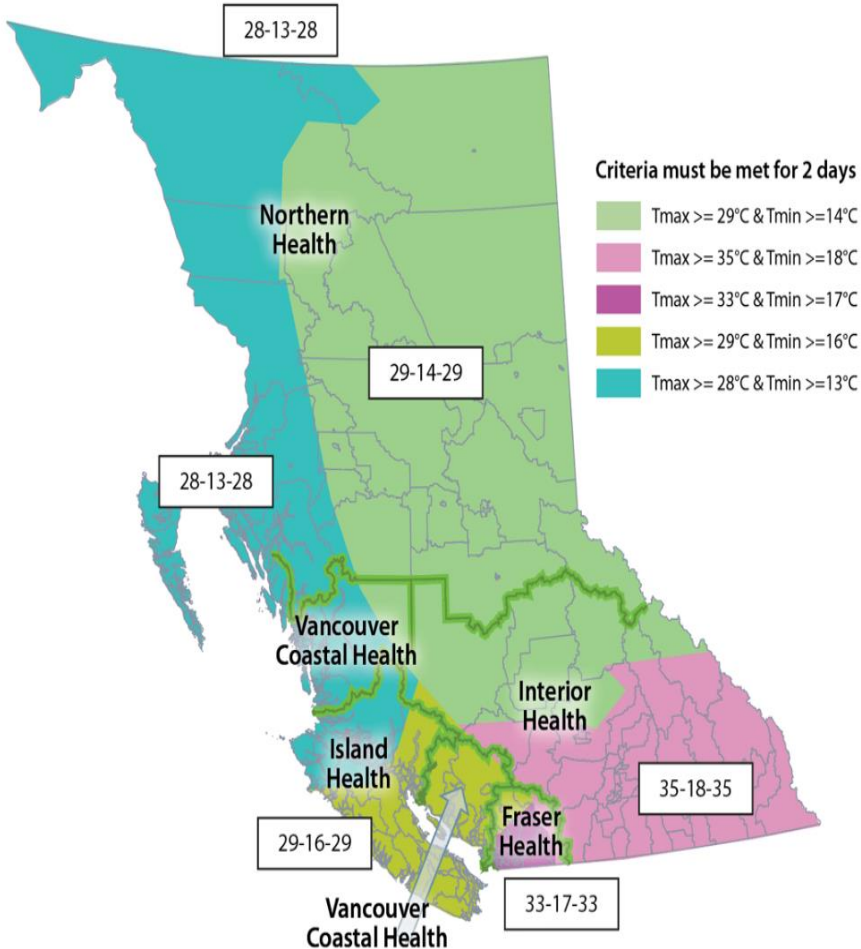 28-13-28
Criteria must be met for 2 days
Tmax >= 29°C & Tmin >=14°C
Tmax >= 35°C & Tmin >=18°C
Tmax >= 33°C & Tmin >=17°C
Tmax >= 29°C & Tmin >=16°C
Tmax >= 28°C & Tmin >=13°C
Northern
Health
29-14-29
28-13-28
Vancouver
Coastal Health
Interior
Health
Island
Health
35-18-35
Fraser
Health
29-16-29
33-17-33
Vancouver
Coastal Health